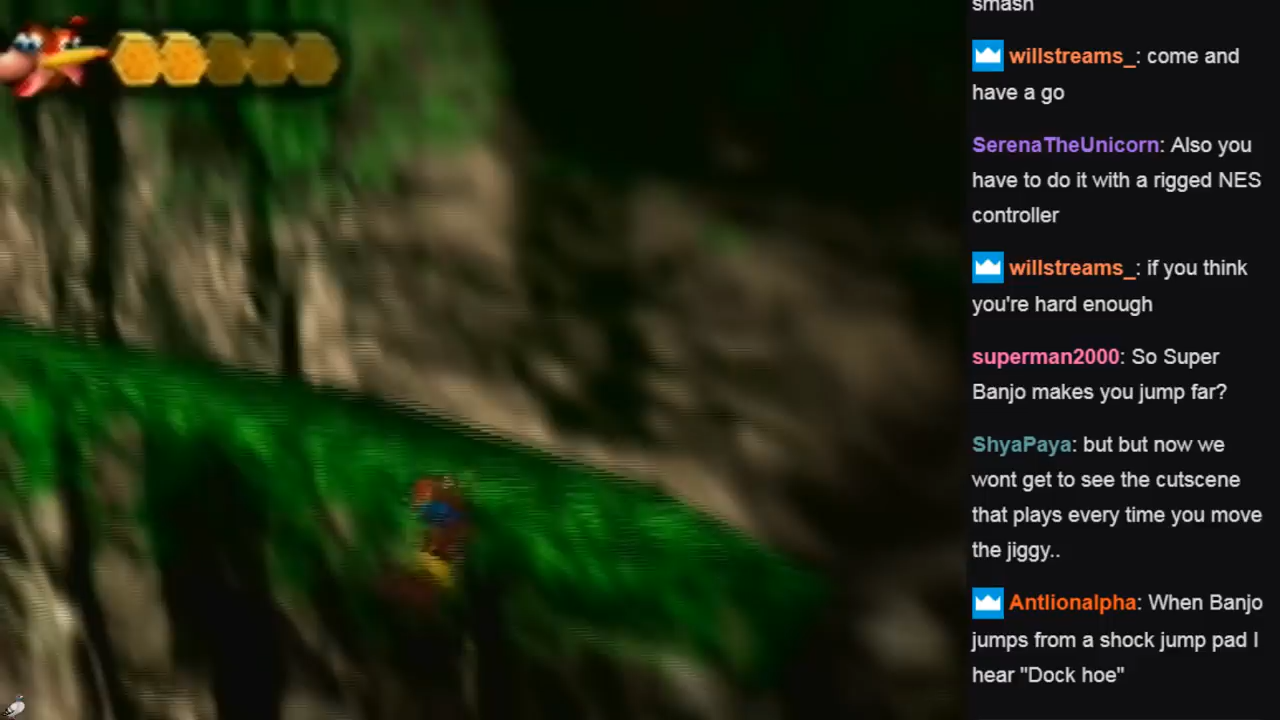 smash
willstreams_: come and
have a go
SerenaTheUnicorn: Also you
have to do it with a rigged NES
controller
willstreams_: if you think
you're hard enough
superman2000: So Super
Banjo makes you jump far?
ShyaPaya: but but now we
wont get to see the cutscene
that plays every time you move
the jiggy..
Antlionalpha: When Banjo
jumps from a shock jump pad I
hear "Dock hoe"